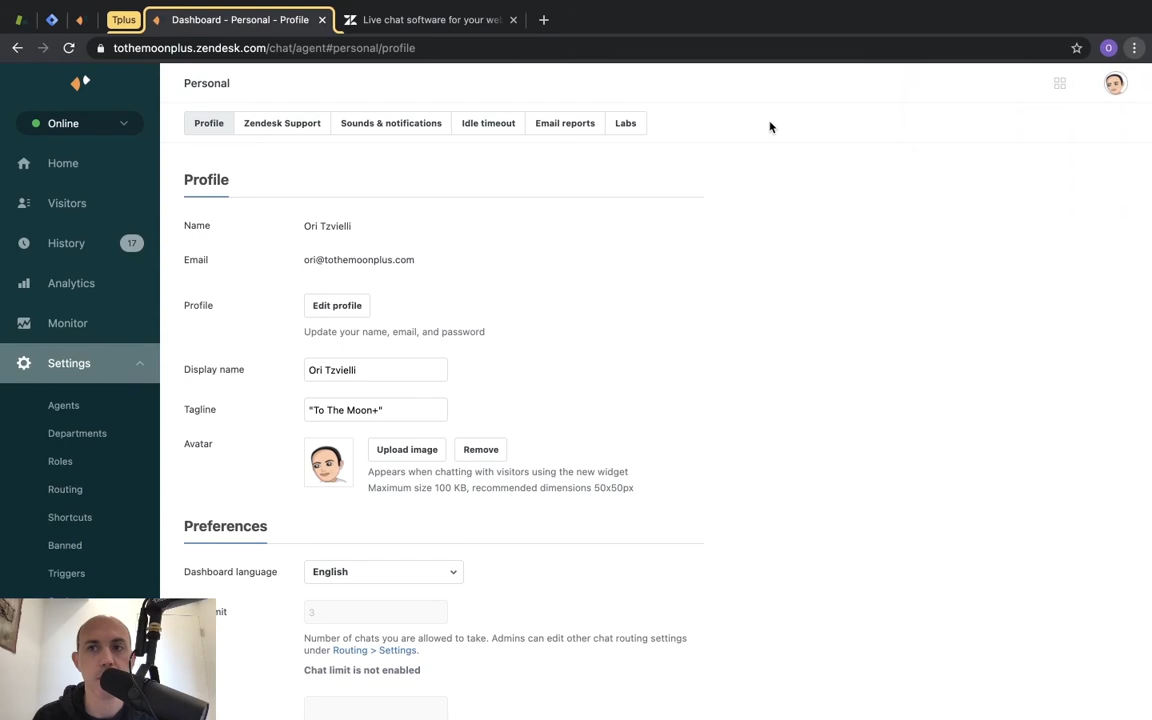 Tplus
Dashboard - Personal - Profile
Live chat software for your we
tothemoonplus.zendesk.com/chat/agent#personal/profile
O
Online
Home
Visitors
History 17
Analytics
Monitor
Settings
Agents
Departments
Roles
Routing
Shortcuts
Banned
Triggers
Personal
Profile Zendesk Support Sounds & notifications Idle timeout Email reports Labs
Profile
Name Ori Tzvielli
Email ori@tothemoonplus.com
Profile Edit profile
Update your name, email, and password
Display name Ori Tzvielli
Tagline "To The Moon+"
Avatar Upload image Remove
Appears when chatting with visitors using the new widget
Maximum size 100 KB, recommended dimensions 50x50px
Preferences
Dashboard language English
mit 3
Number of chats you are allowed to take. Admins can edit other chat routing settings
under Routing > Settings.
Chat limit is not enabled